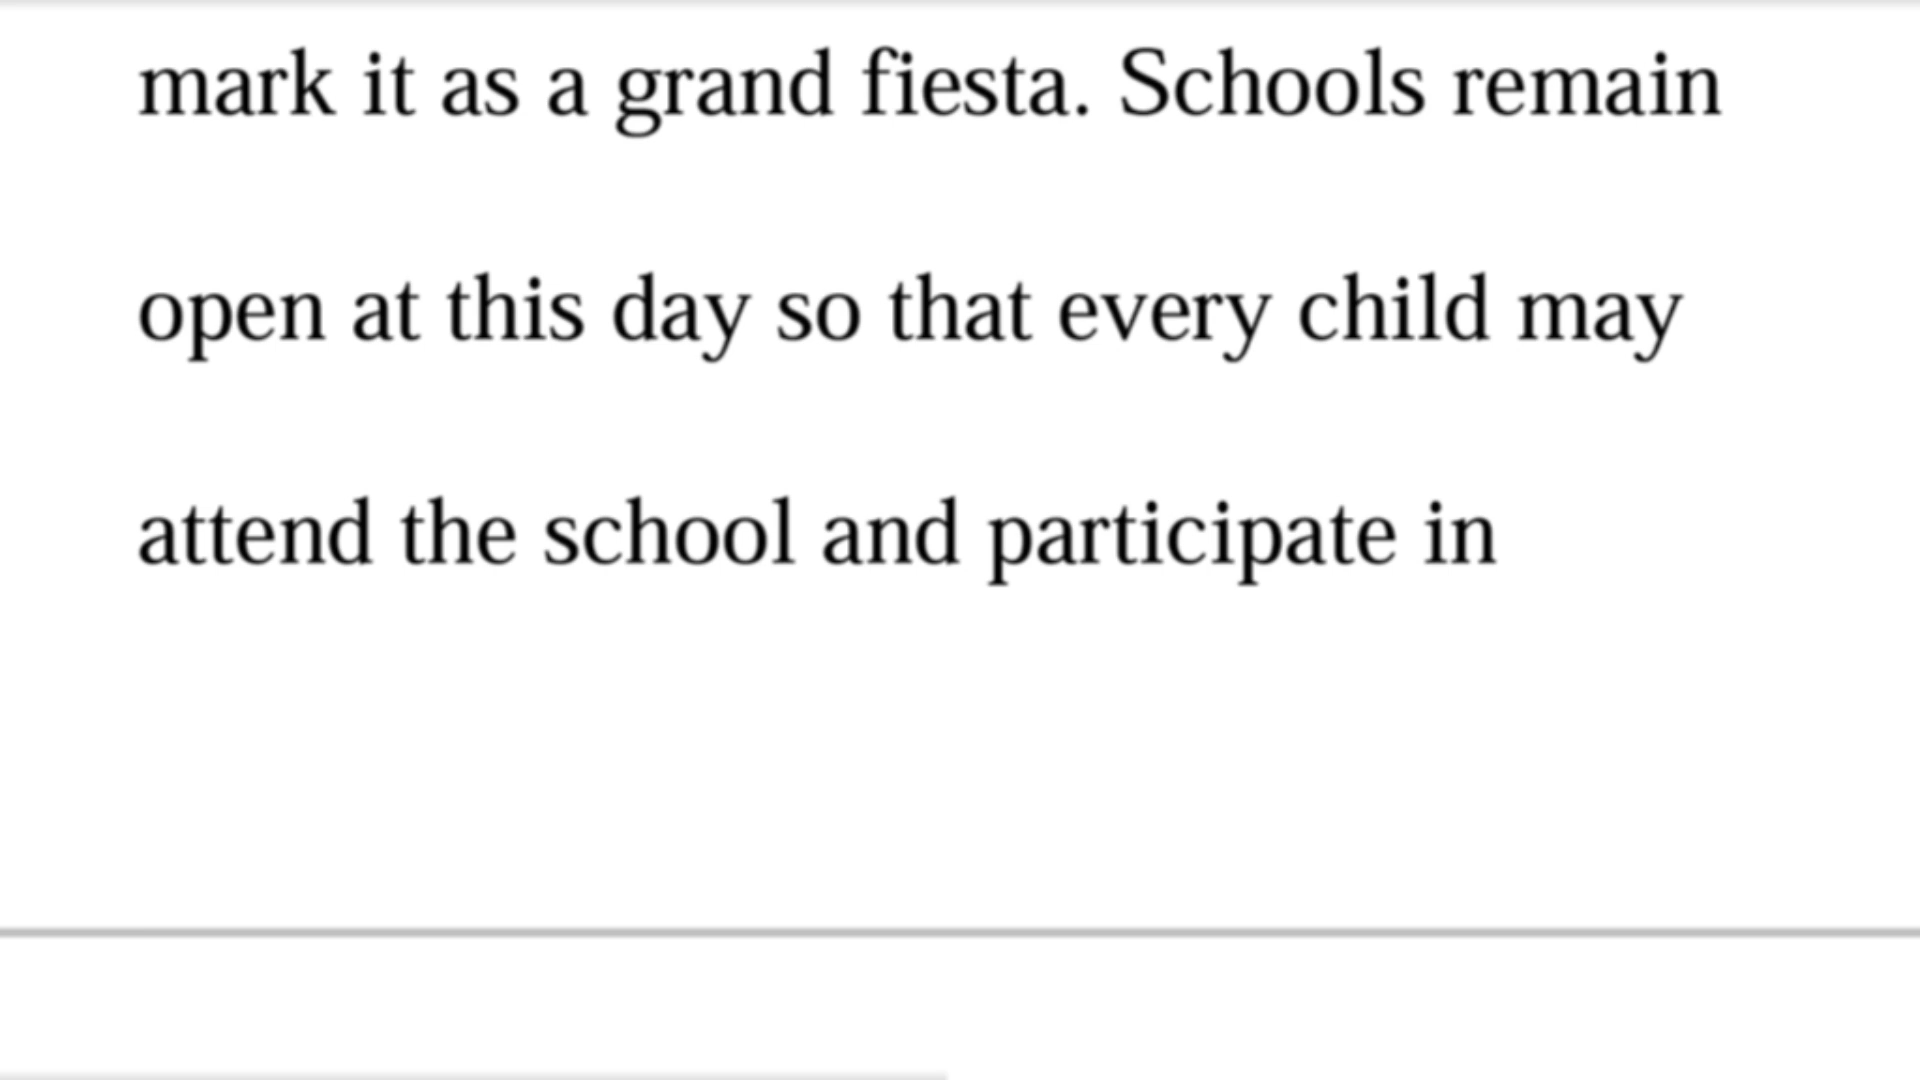 mark it as a grand fiesta. Schools remain
open at this day so that every child may
attend the school and participate in